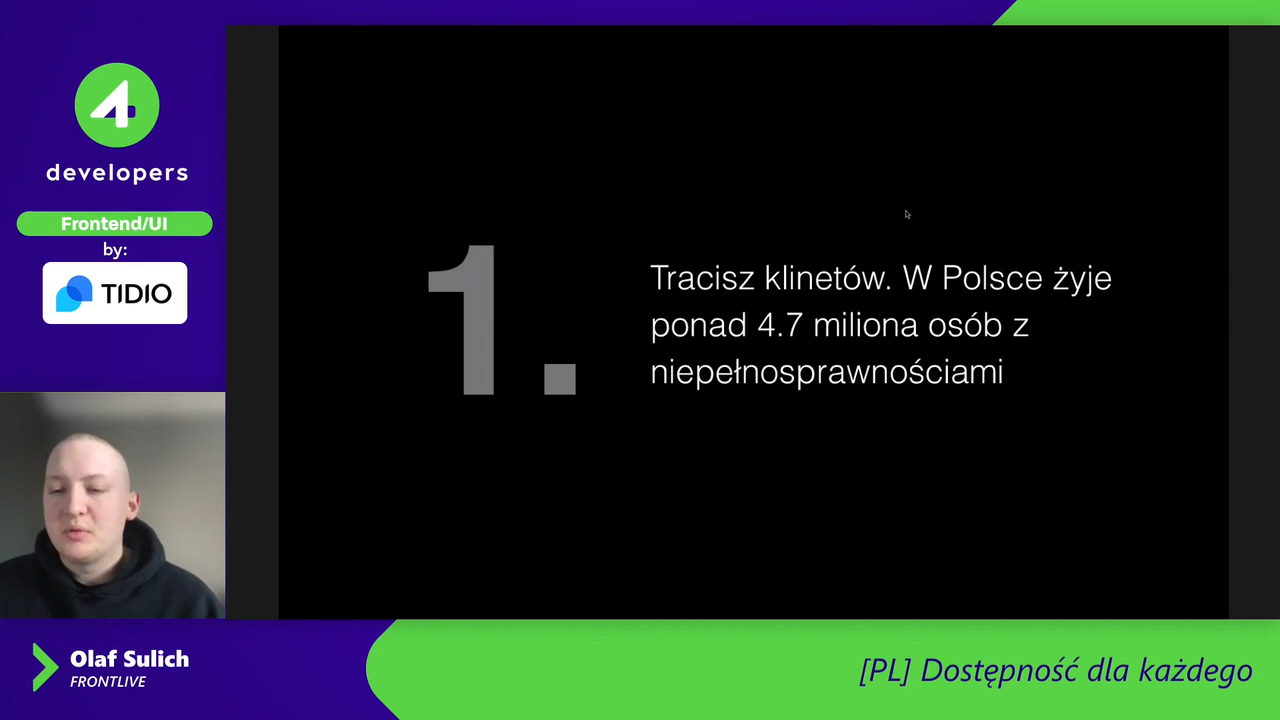 4
developers
Frontend/UI
by:
TIDIO
1.
Tracisz klinetów. W Polsce żyje
ponad 4.7 miliona osób z
niepełnosprawnościami
Olaf Sulich
FRONTLIVE
[PL] Dostępność dla każdego